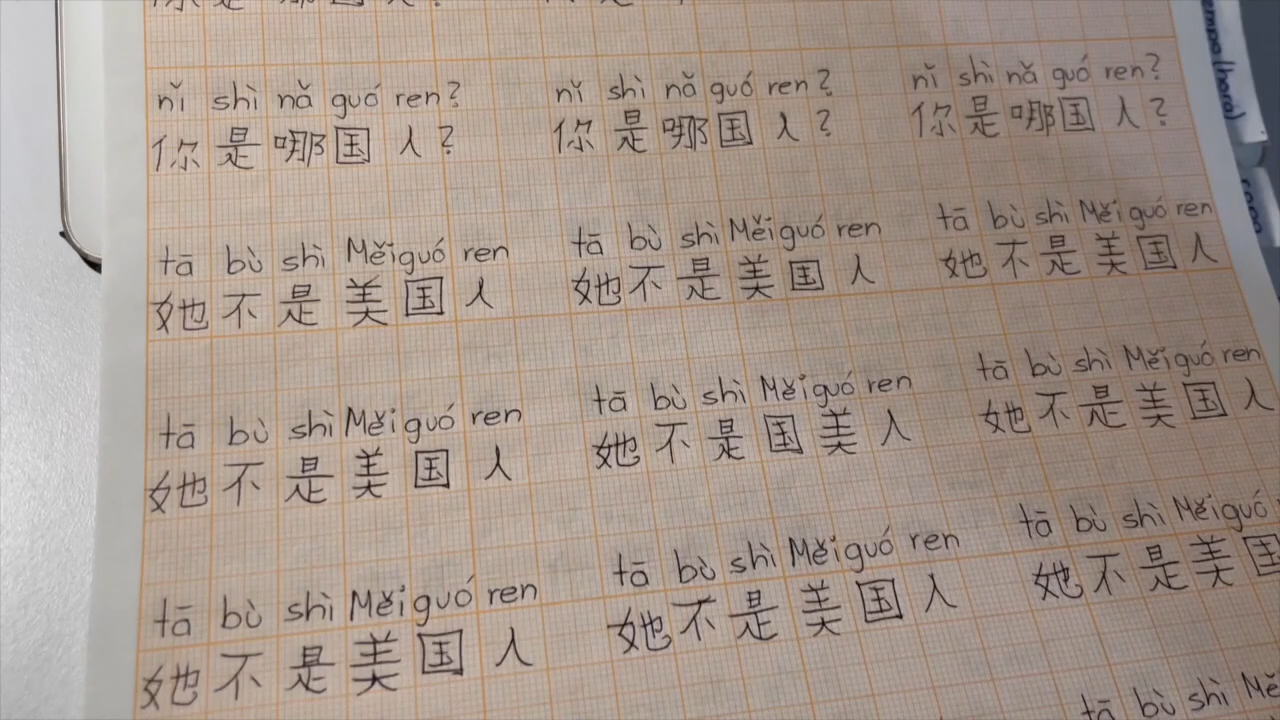 nǐ shì nǎ guó ren? nǐ shì nǎ guó ren? nǐ shì nǎ guó ren?
你是哪国人? 你是哪国人? 你是哪国人?
tā bù shì Měiguó ren tā bù shì Měiguó ren tā bù shì Měiguó ren
她不是美国人 她不是美国人 她不是美国人
tā bù shì Měiguó ren tā bù shì Měiguó ren tā bù shì Měiguó ren
她不是美国人 她不是国美人 她不是美国人
tā bù shì Měiguó ren tā bù shì Měiguó ren tā bù shì Měiguó
她不是美国人 她不是美国人 她不是美国
tā bù shì Mě